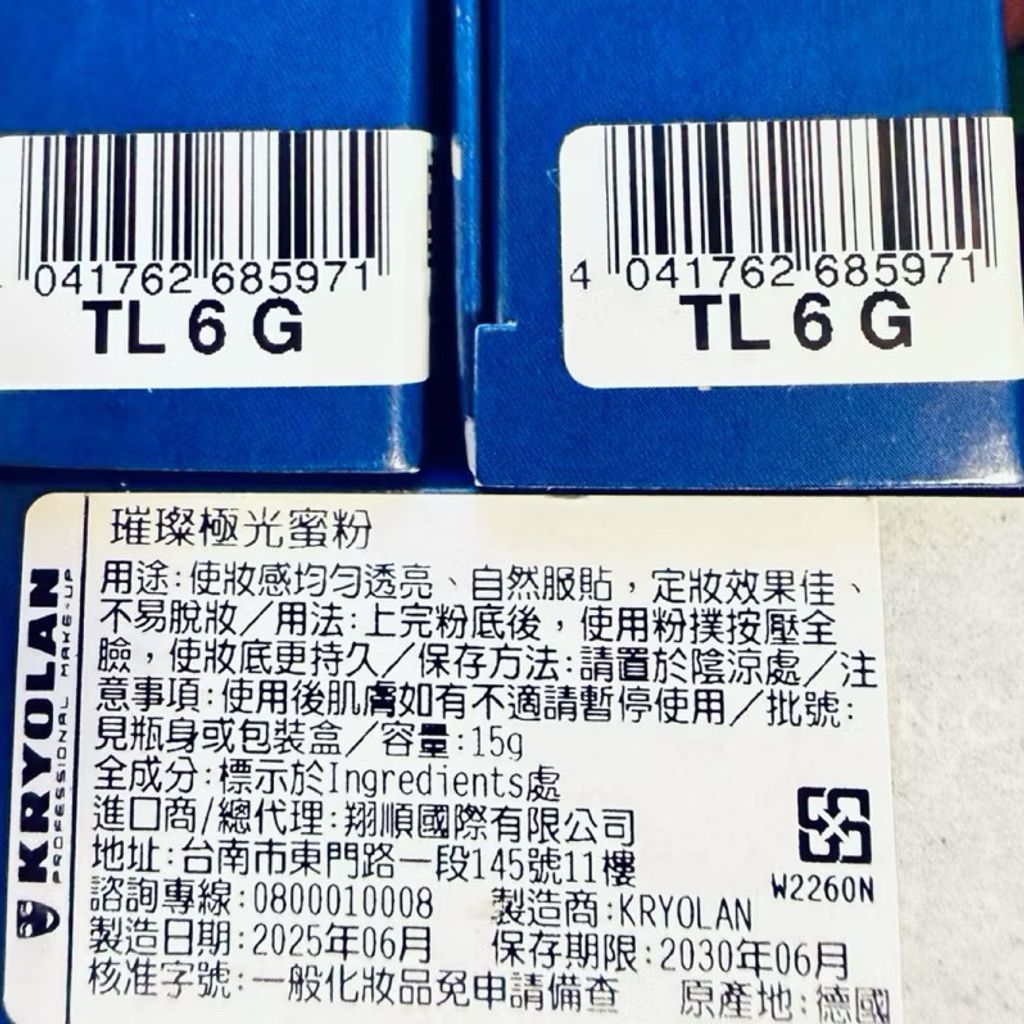 041762 685971
TL 6 G
4 041762 685971
TL 6 G
KRYOLAN
PROFESSIONAL MAKE-UP
璀璨極光蜜粉
用途:使妝感均勻透亮、自然服貼，定妝效果佳、
不易脫妝/用法:上完粉底後，使用粉撲按壓全
臉，使妝底更持久/保存方法:請置於陰涼處/注
意事項:使用後肌膚如有不適請暫停使用/批號:
見瓶身或包裝盒/容量:15g
全成分:標示於Ingredients處
進口商/總代理:翔順國際有限公司
地址:台南市東門路一段145號11樓
W2260N
諮詢專線:0800010008 製造商:KRYOLAN
製造日期:2025年06月 保存期限:2030年06月
核准字號:一般化妝品免申請備查 原產地:德國